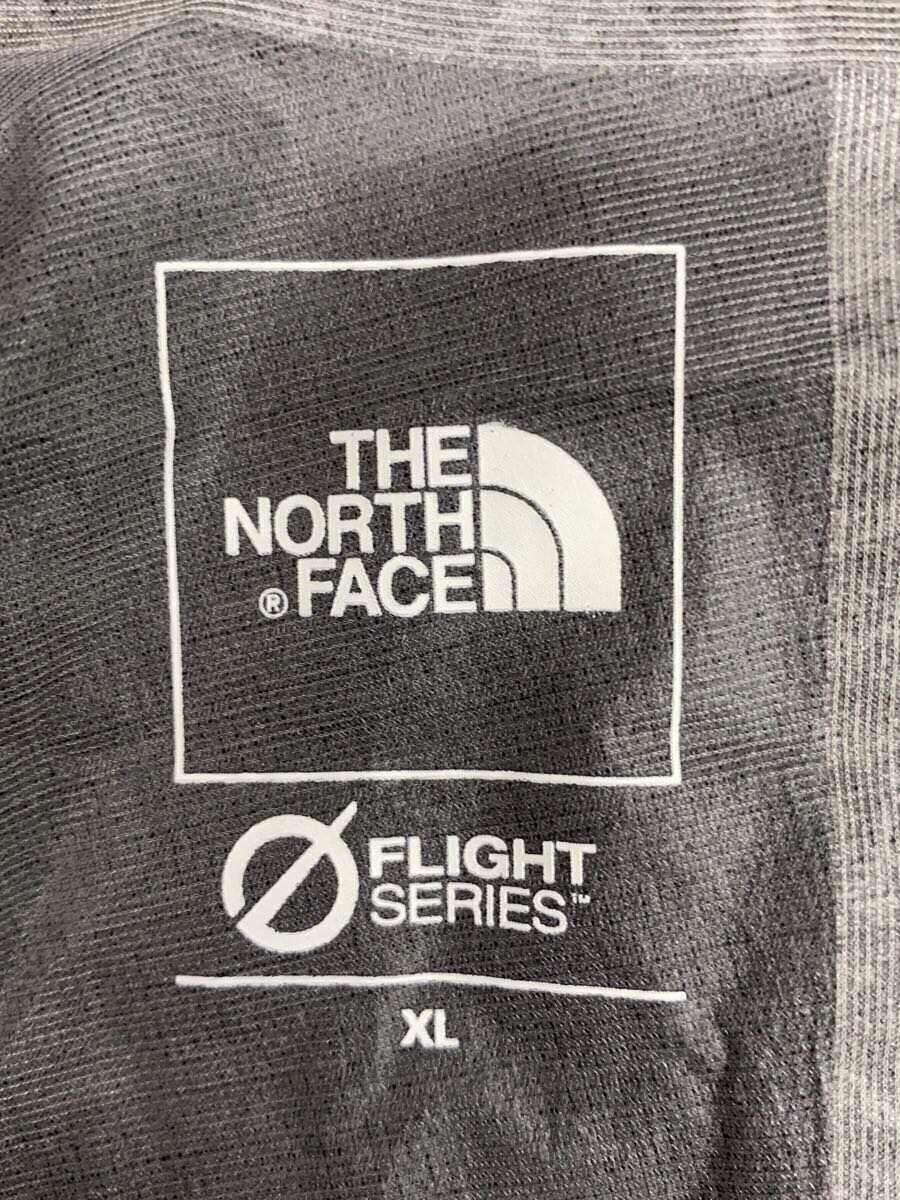 THE
NORTH
® FACE
FLIGHT
SERIES™
XL